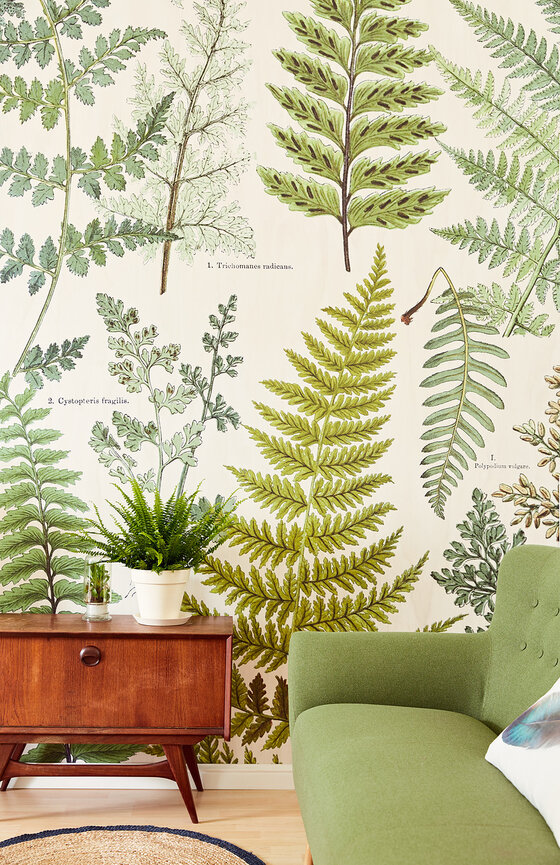 1. Trichomanes radicans.
2. Cystopteris fragilis.
1.
Polypodium vulgare.